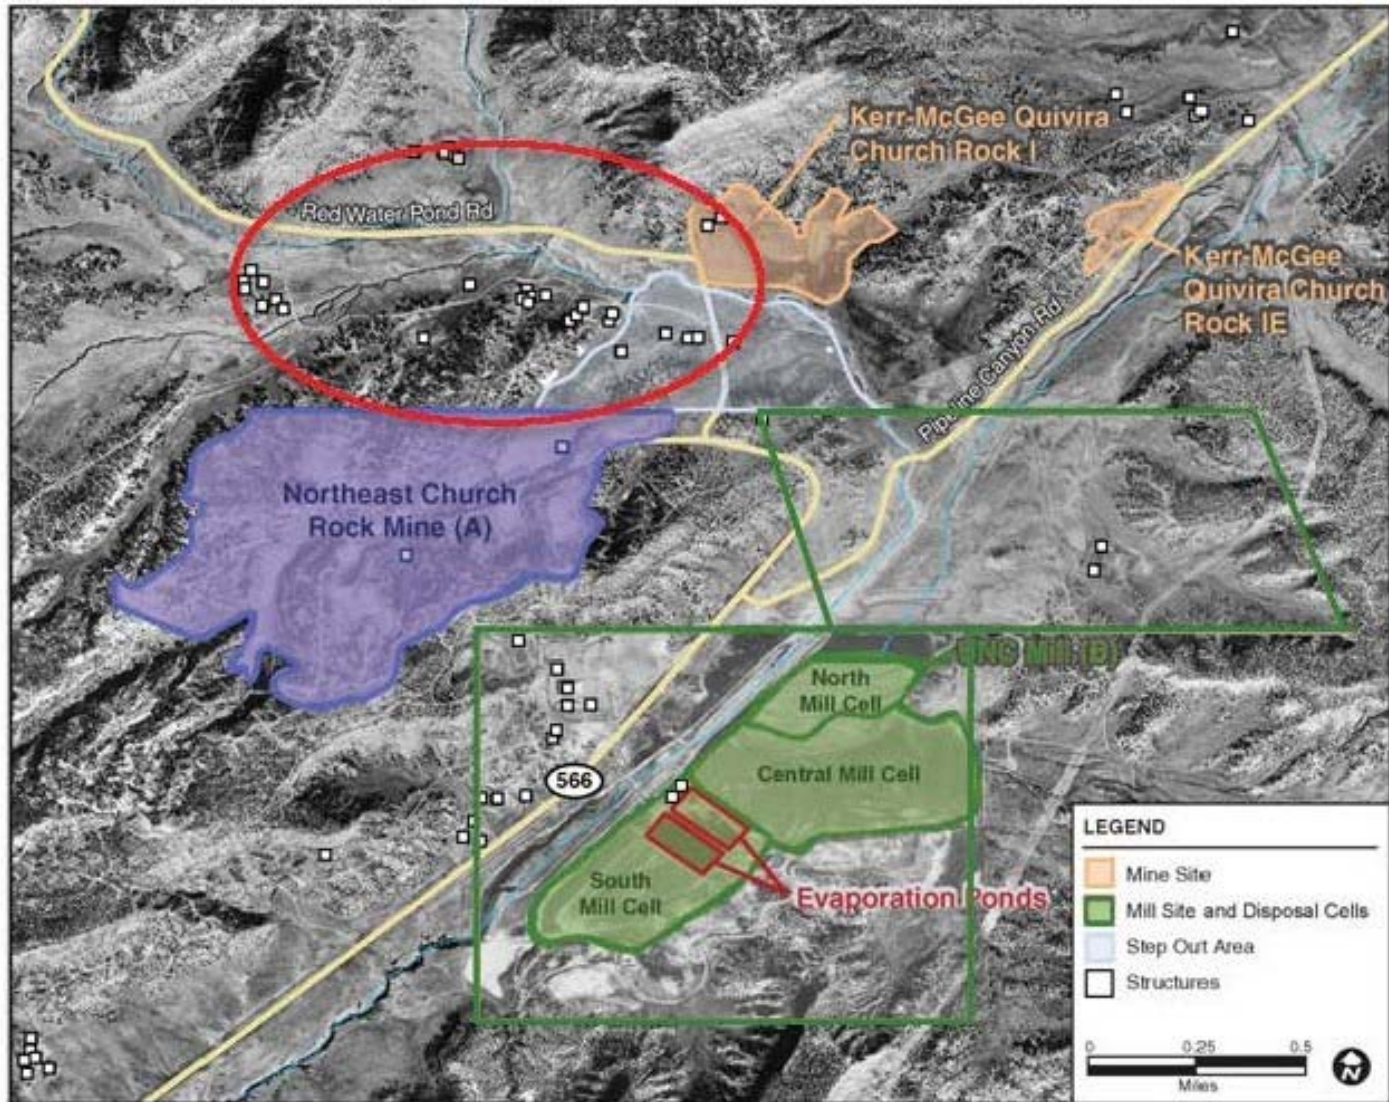 Kerr-McGee Quivira
Church Rock I
Red Water Pond Rd
Kerr-McGee
Quivira Church
Rock IE
Pipeline Canyon Rd
Northeast Church
Rock Mine (A)
UNC Mill (B)
North
Mill Cell
Central Mill Cell
566
South
Mill Cell
Evaporation Ponds
LEGEND
Mine Site
Mill Site and Disposal Cells
Step Out Area
Structures
0 0.25 0.5
Miles
N